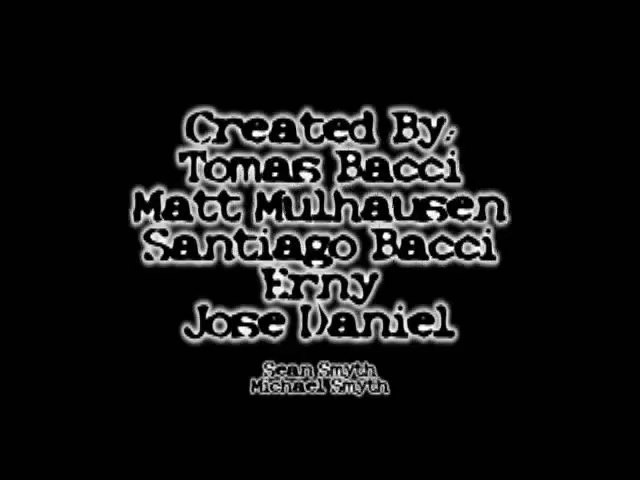 Created By:
Tomas Bacci
Matt Mulhausen
Santiago Bacci
Erny
Jose Daniel
Sean Smyth
Michael Smyth